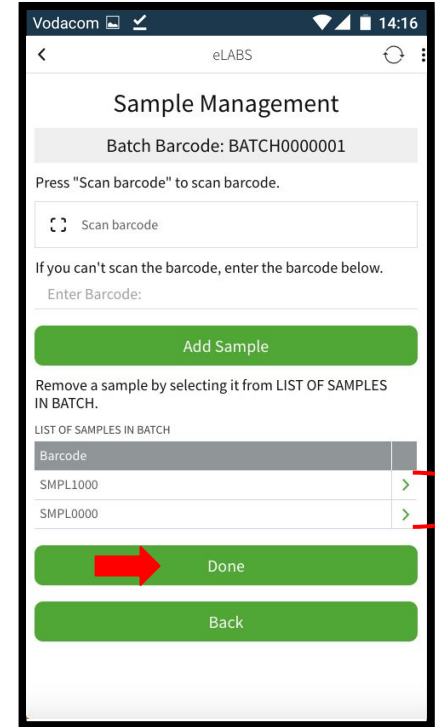 Vodacom 14:16
eLABS
Sample Management
Batch Barcode: BATCH0000001
Press "Scan barcode" to scan barcode.
Scan barcode
If you can't scan the barcode, enter the barcode below.
Enter Barcode:
Add Sample
Remove a sample by selecting it from LIST OF SAMPLES
IN BATCH.
LIST OF SAMPLES IN BATCH
Barcode
SMPL1000
SMPL0000
Done
Back